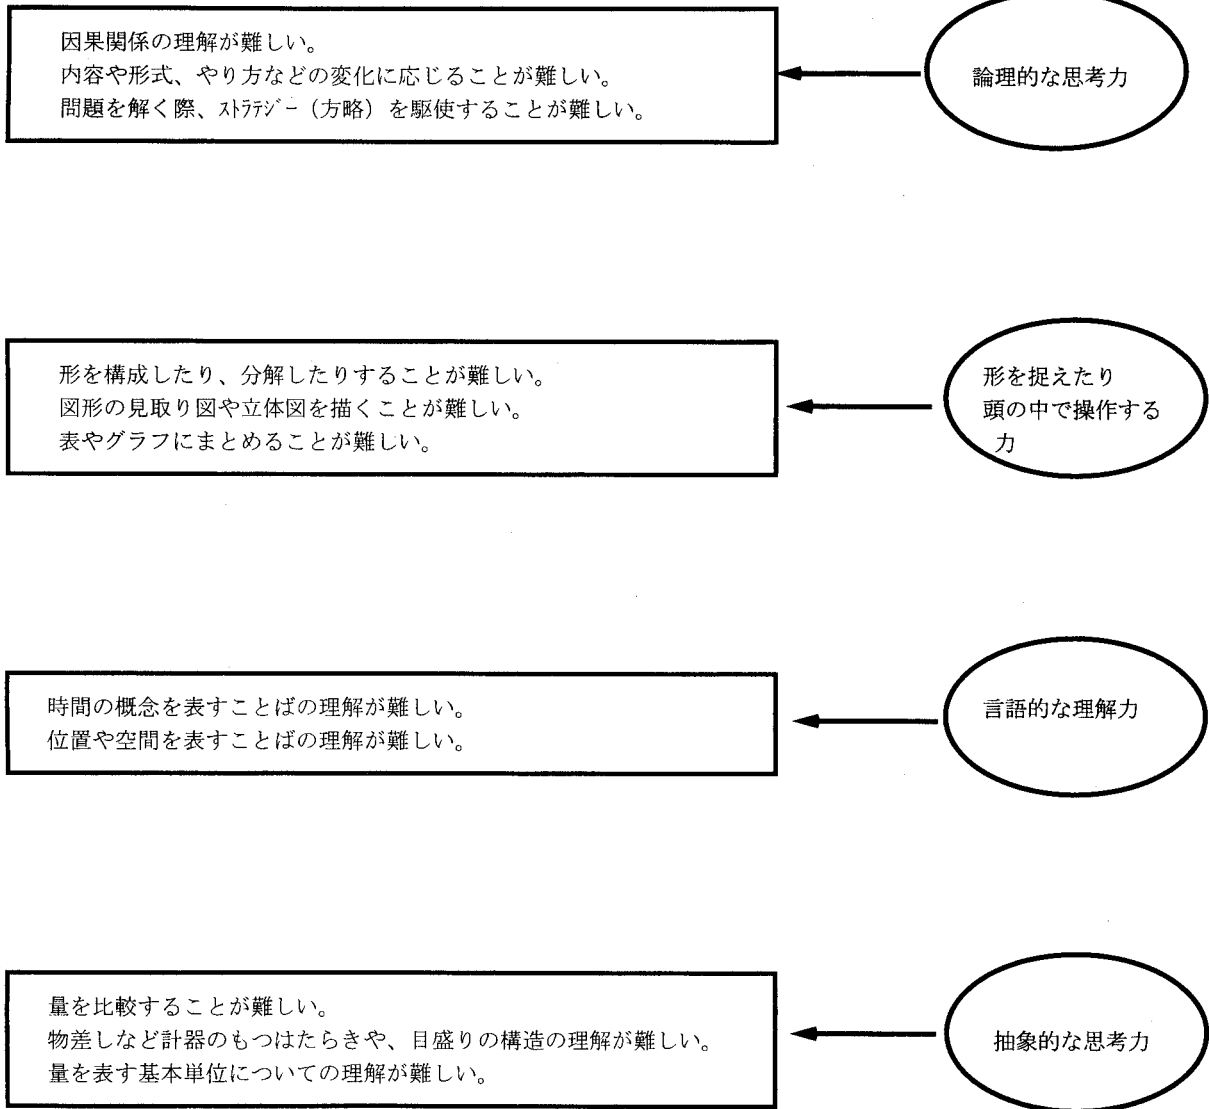 因果関係の理解が難しい。
内容や形式、やり方などの変化に応じることが難しい。
問題を解く際、ｽﾄﾗﾃｼﾞｰ（方略）を駆使することが難しい。
論理的な思考力
形を構成したり、分解したりすることが難しい。
図形の見取り図や立体図を描くことが難しい。
表やグラフにまとめることが難しい。
形を捉えたり
頭の中で操作する
力
時間の概念を表すことばの理解が難しい。
位置や空間を表すことばの理解が難しい。
言語的な理解力
量を比較することが難しい。
物差しなど計器のもつはたらきや、目盛りの構造の理解が難しい。
量を表す基本単位についての理解が難しい。
抽象的な思考力